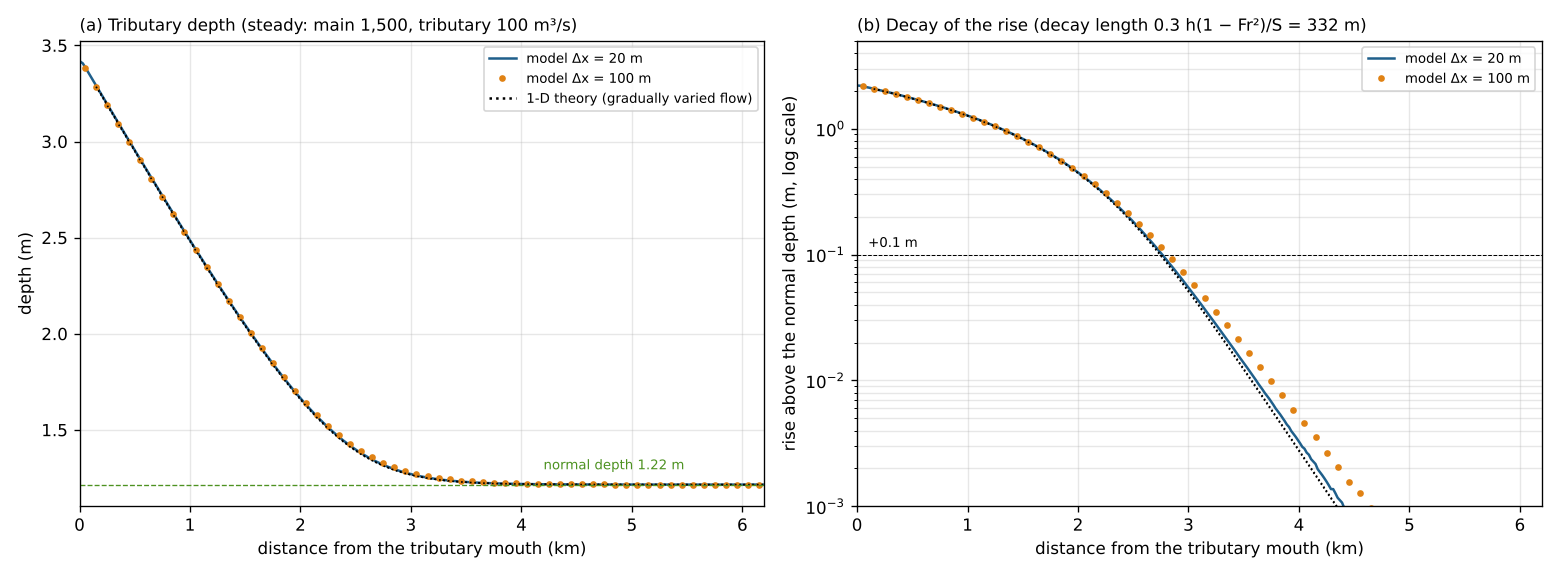 (a) Tributary depth (steady: main 1,500, tributary 100 m³/s)
model Δx = 20 m
model Δx = 100 m
1-D theory (gradually varied flow)
normal depth 1.22 m
depth (m)
3.5
3.0
2.5
2.0
1.5
0 1 2 3 4 5 6
distance from the tributary mouth (km)
(b) Decay of the rise (decay length 0.3 h(1 − Fr²)/S = 332 m)
model Δx = 20 m
model Δx = 100 m
+0.1 m
rise above the normal depth (m, log scale)
10⁰
10⁻¹
10⁻²
10⁻³
0 1 2 3 4 5 6
distance from the tributary mouth (km)